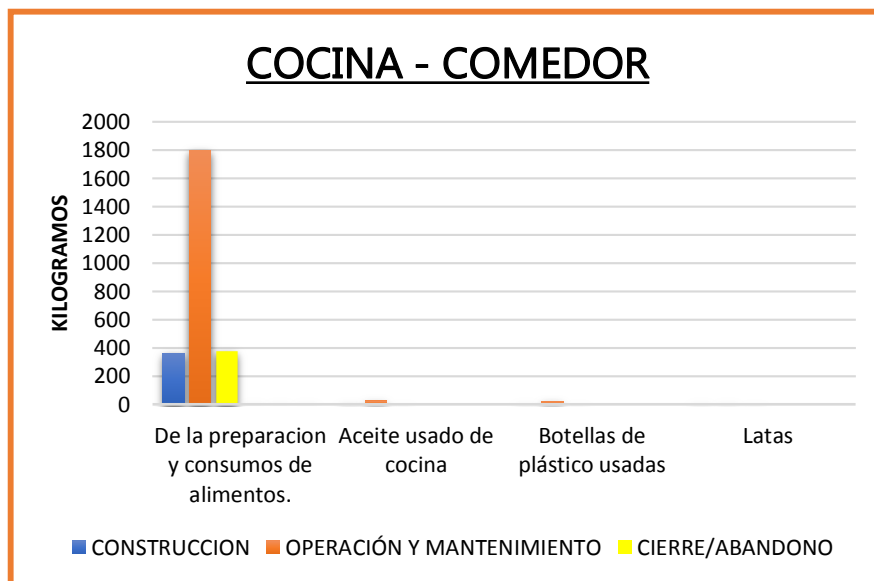 COCINA - COMEDOR
2000
1800
1600
1400
1200
1000
800
600
400
200
0
KILOGRAMOS
De la preparacion
y consumos de
alimentos.
Aceite usado de
cocina
Botellas de
plástico usadas
Latas
CONSTRUCCION OPERACIÓN Y MANTENIMIENTO CIERRE/ABANDONO